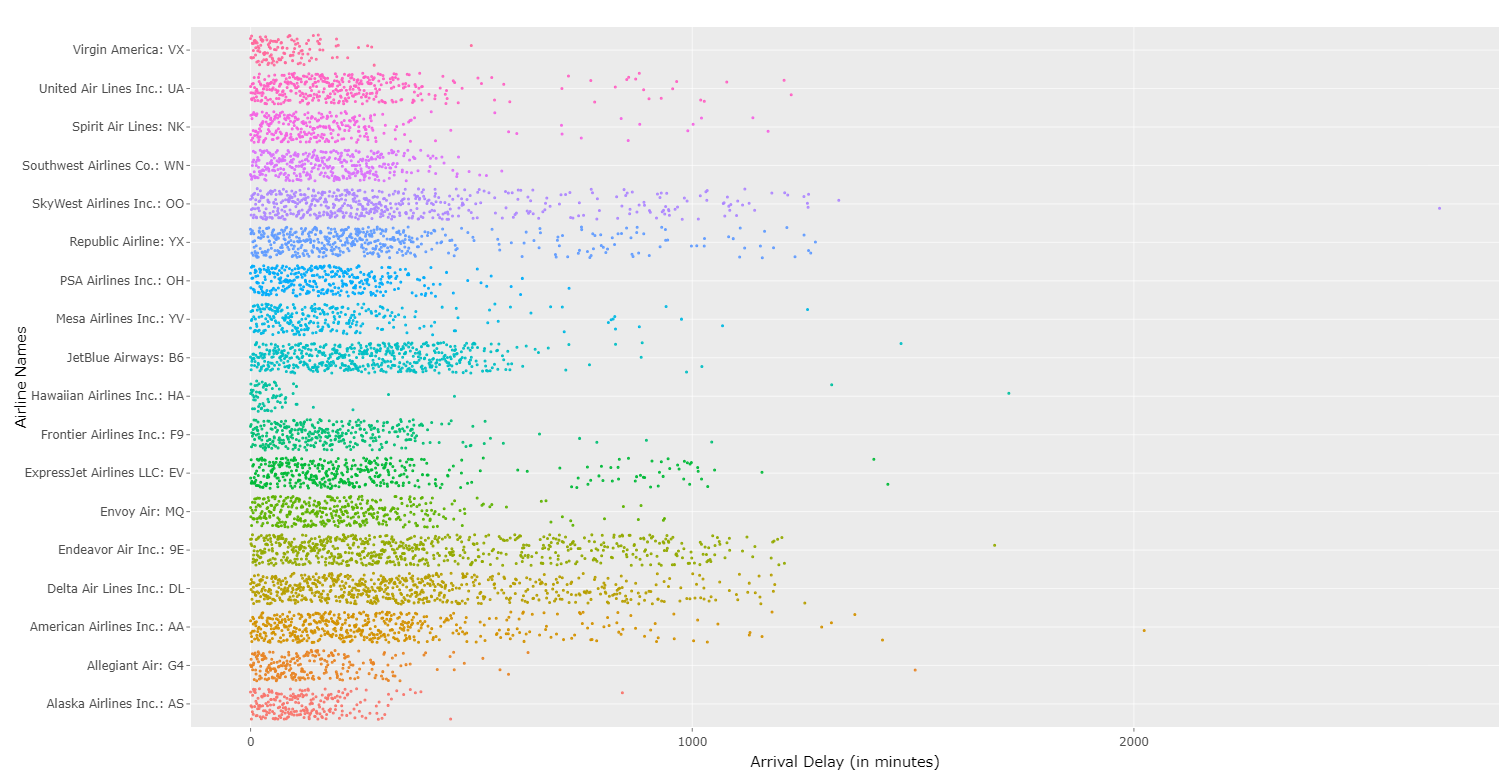 Airline Names
Virgin America: VX
United Air Lines Inc.: UA
Spirit Air Lines: NK
Southwest Airlines Co.: WN
SkyWest Airlines Inc.: OO
Republic Airline: YX
PSA Airlines Inc.: OH
Mesa Airlines Inc.: YV
JetBlue Airways: B6
Hawaiian Airlines Inc.: HA
Frontier Airlines Inc.: F9
ExpressJet Airlines LLC: EV
Envoy Air: MQ
Endeavor Air Inc.: 9E
Delta Air Lines Inc.: DL
American Airlines Inc.: AA
Allegiant Air: G4
Alaska Airlines Inc.: AS
0 1000 2000
Arrival Delay (in minutes)